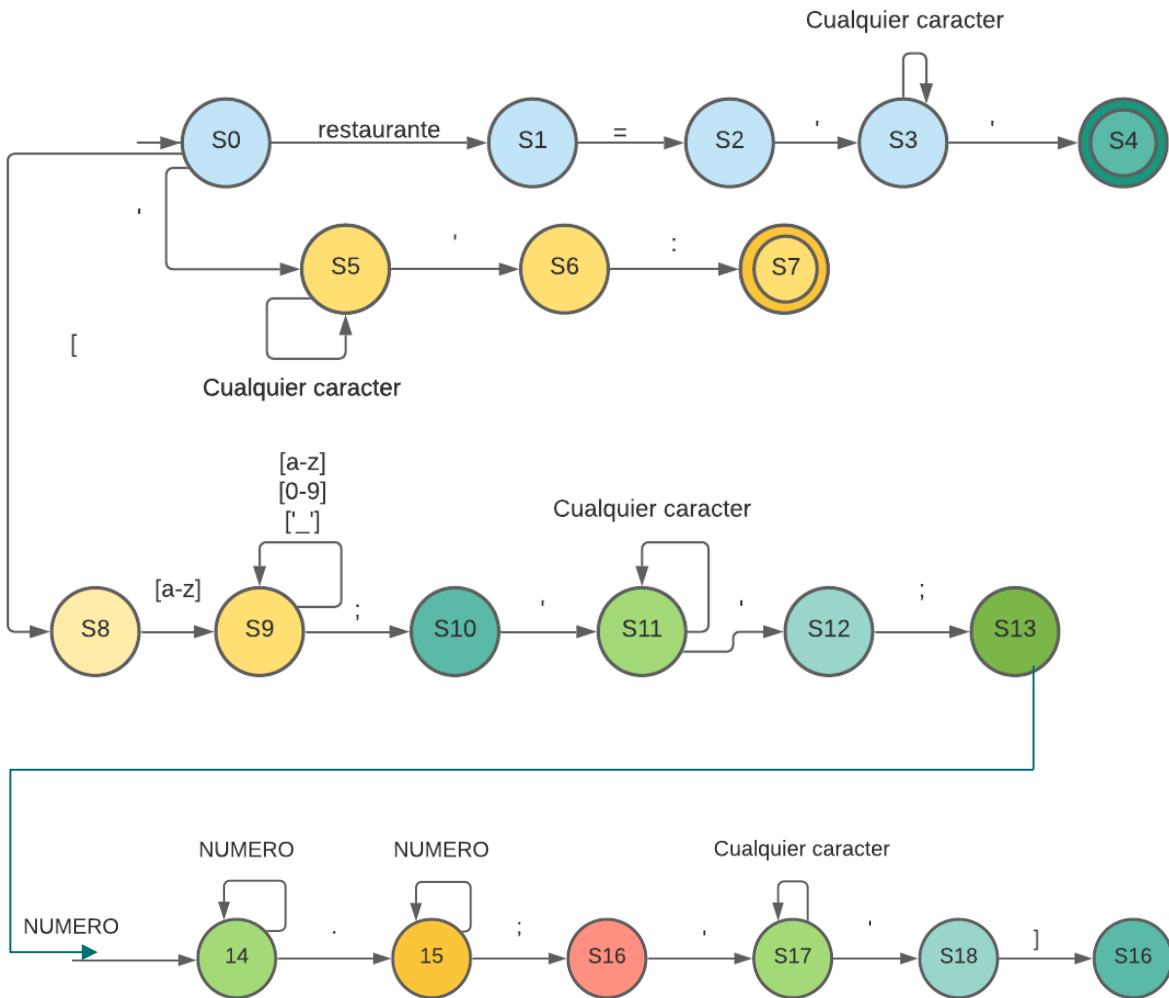 Cualquier caracter
S0
restaurante
S1
=
S2
'
S3
'
S4
'
S5
'
S6
:
S7
[
Cualquier caracter
[a-z]
[0-9]
['_']
Cualquier caracter
S8
[a-z]
S9
;
S10
'
S11
'
S12
;
S13
NUMERO
NUMERO
Cualquier caracter
NUMERO
14
.
15
;
S16
'
S17
'
S18
]
S16